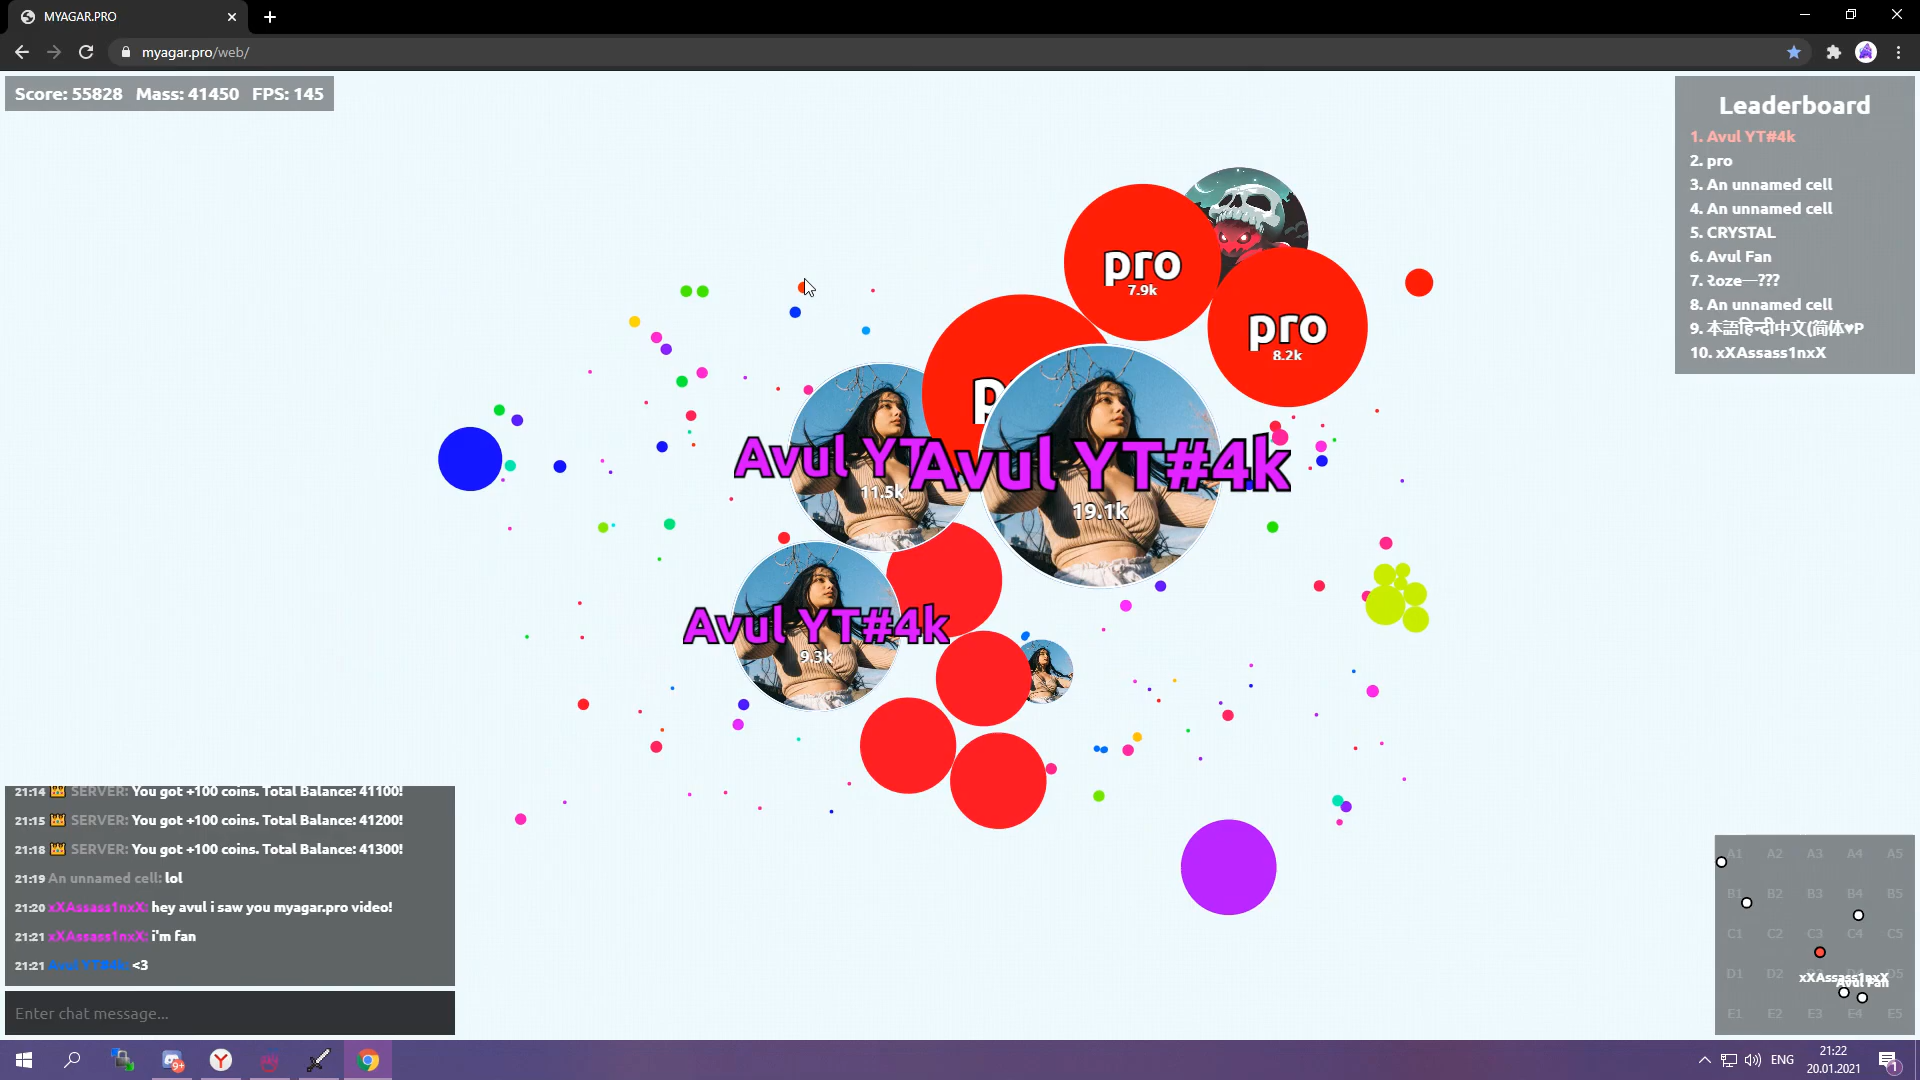 MYAGAR.PRO
myagar.pro/web/
Score: 55828 Mass: 41450 FPS: 145
Leaderboard
1. Avul YT#4k
2. pro
3. An unnamed cell
4. An unnamed cell
5. CRYSTAL
6. Avul Fan
7. Ꮛoze—???
8. An unnamed cell
9. 本語हिन्दी中文(简体♥P
10. xXAssass1nxX
pro
7.9k
pro
8.2k
Avul YT
11.5k
Avul YT#4k
19.1k
Avul YT#4k
9.3k
21:14 SERVER: You got +100 coins. Total Balance: 41100!
21:15 SERVER: You got +100 coins. Total Balance: 41200!
21:18 SERVER: You got +100 coins. Total Balance: 41300!
21:19 An unnamed cell: lol
21:20 xXAssass1nxX: hey avul i saw you myagar.pro video!
21:21 xXAssass1nxX: i'm fan
21:21 Avul YT#4k: <3
Enter chat message...
A1 A2 A3 A4 A5
B1 B2 B3 B4 B5
C1 C2 C3 C4 C5
D1 D2 D5
xXAssass1nxX
Avul Fan
E1 E2 E3 E4 E5
9+
ENG
21:22
20.01.2021
1